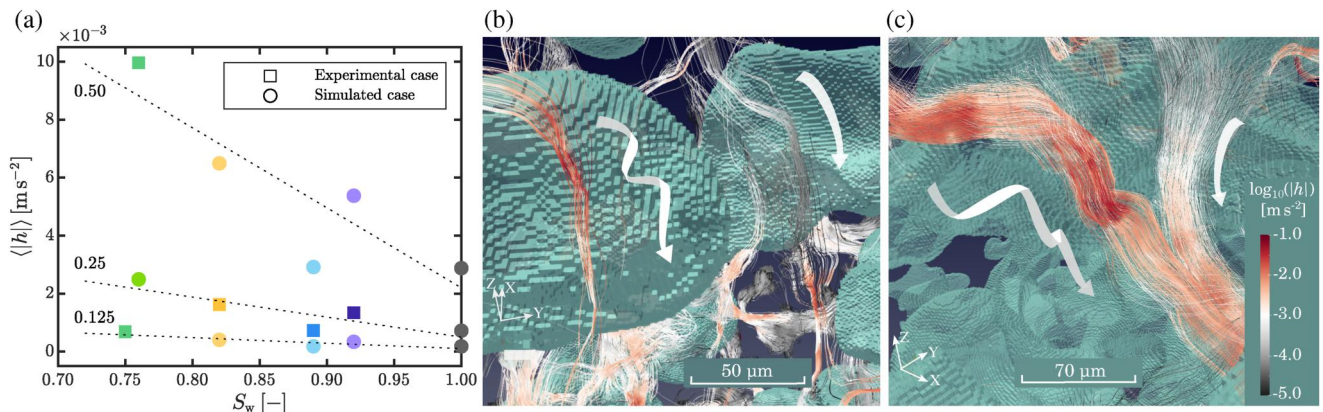 (a)
×10⁻³
10
8
6
4
2
0
⟨|h|⟩ [m s⁻²]
0.50
0.25
0.125
Experimental case
Simulated case
0.70 0.75 0.80 0.85 0.90 0.95 1.00
S_w [−]
(b)
Z X
Y
50 μm
(c)
Z
Y
X
70 μm
log₁₀(|h|)
[m s⁻²]
-1.0
-2.0
-3.0
-4.0
-5.0